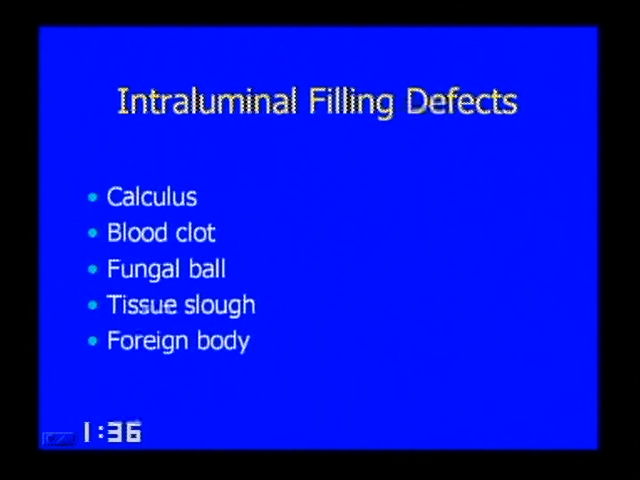 Intraluminal Filling Defects
• Calculus
• Blood clot
• Fungal ball
• Tissue slough
• Foreign body
1:36